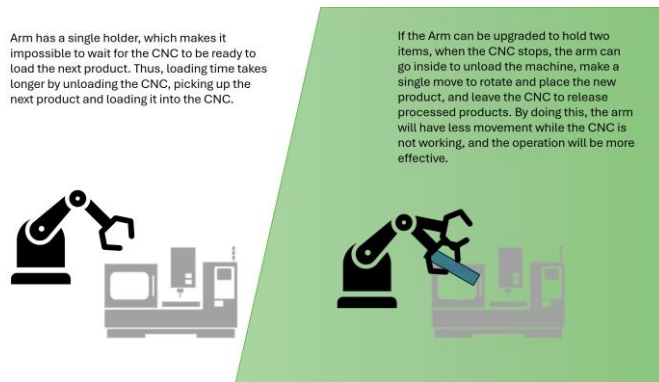 Arm has a single holder, which makes it
impossible to wait for the CNC to be ready to
load the next product. Thus, loading time takes
longer by unloading the CNC, picking up the
next product and loading it into the CNC.
If the Arm can be upgraded to hold two
items, when the CNC stops, the arm can
go inside to unload the machine, make a
single move to rotate and place the new
product, and leave the CNC to release
processed products. By doing this, the arm
will have less movement while the CNC is
not working, and the operation will be more
effective.